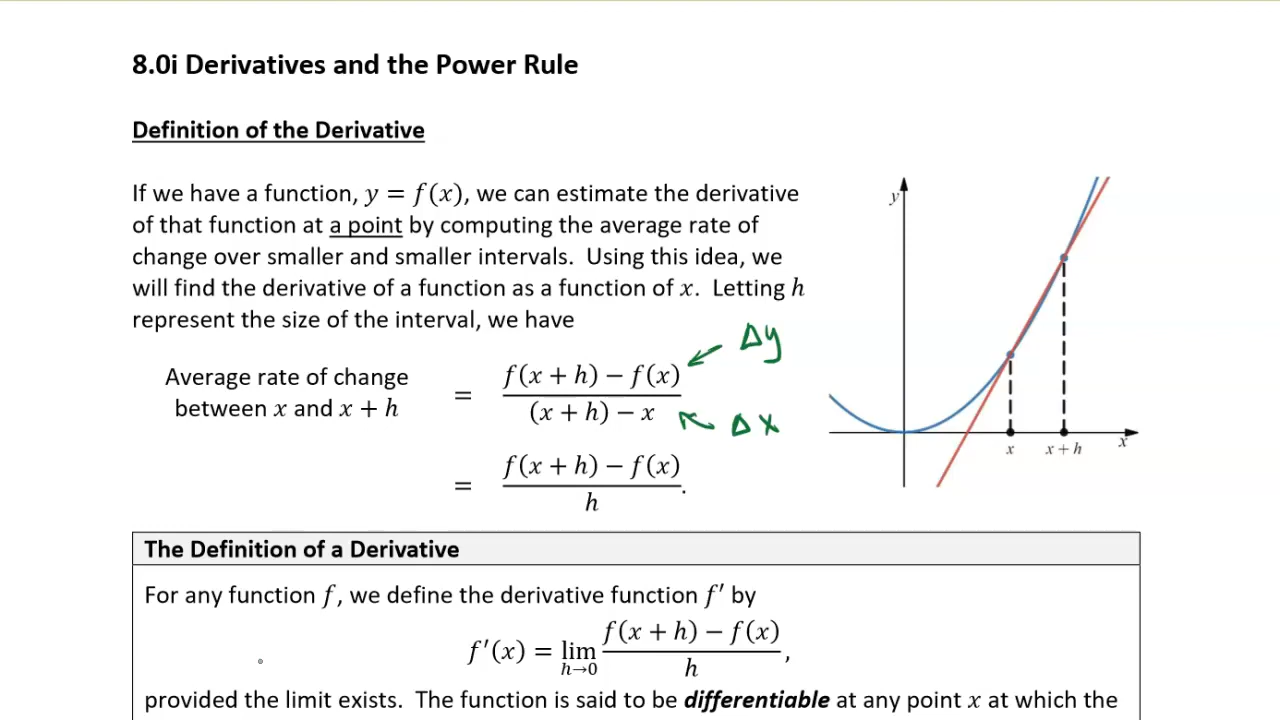 8.0i Derivatives and the Power Rule
Definition of the Derivative
If we have a function, y = f(x), we can estimate the derivative
of that function at a point by computing the average rate of
change over smaller and smaller intervals.  Using this idea, we
will find the derivative of a function as a function of x.  Letting h
represent the size of the interval, we have
Δy
Average rate of change
between x and x + h
=
f(x + h) − f(x)
(x + h) − x
Δx
=
f(x + h) − f(x)
h
.
y
x
x + h
x
The Definition of a Derivative
For any function f, we define the derivative function f′ by
f′(x) = lim h→0 f(x + h) − f(x)
h
,
provided the limit exists.  The function is said to be differentiable at any point x at which the